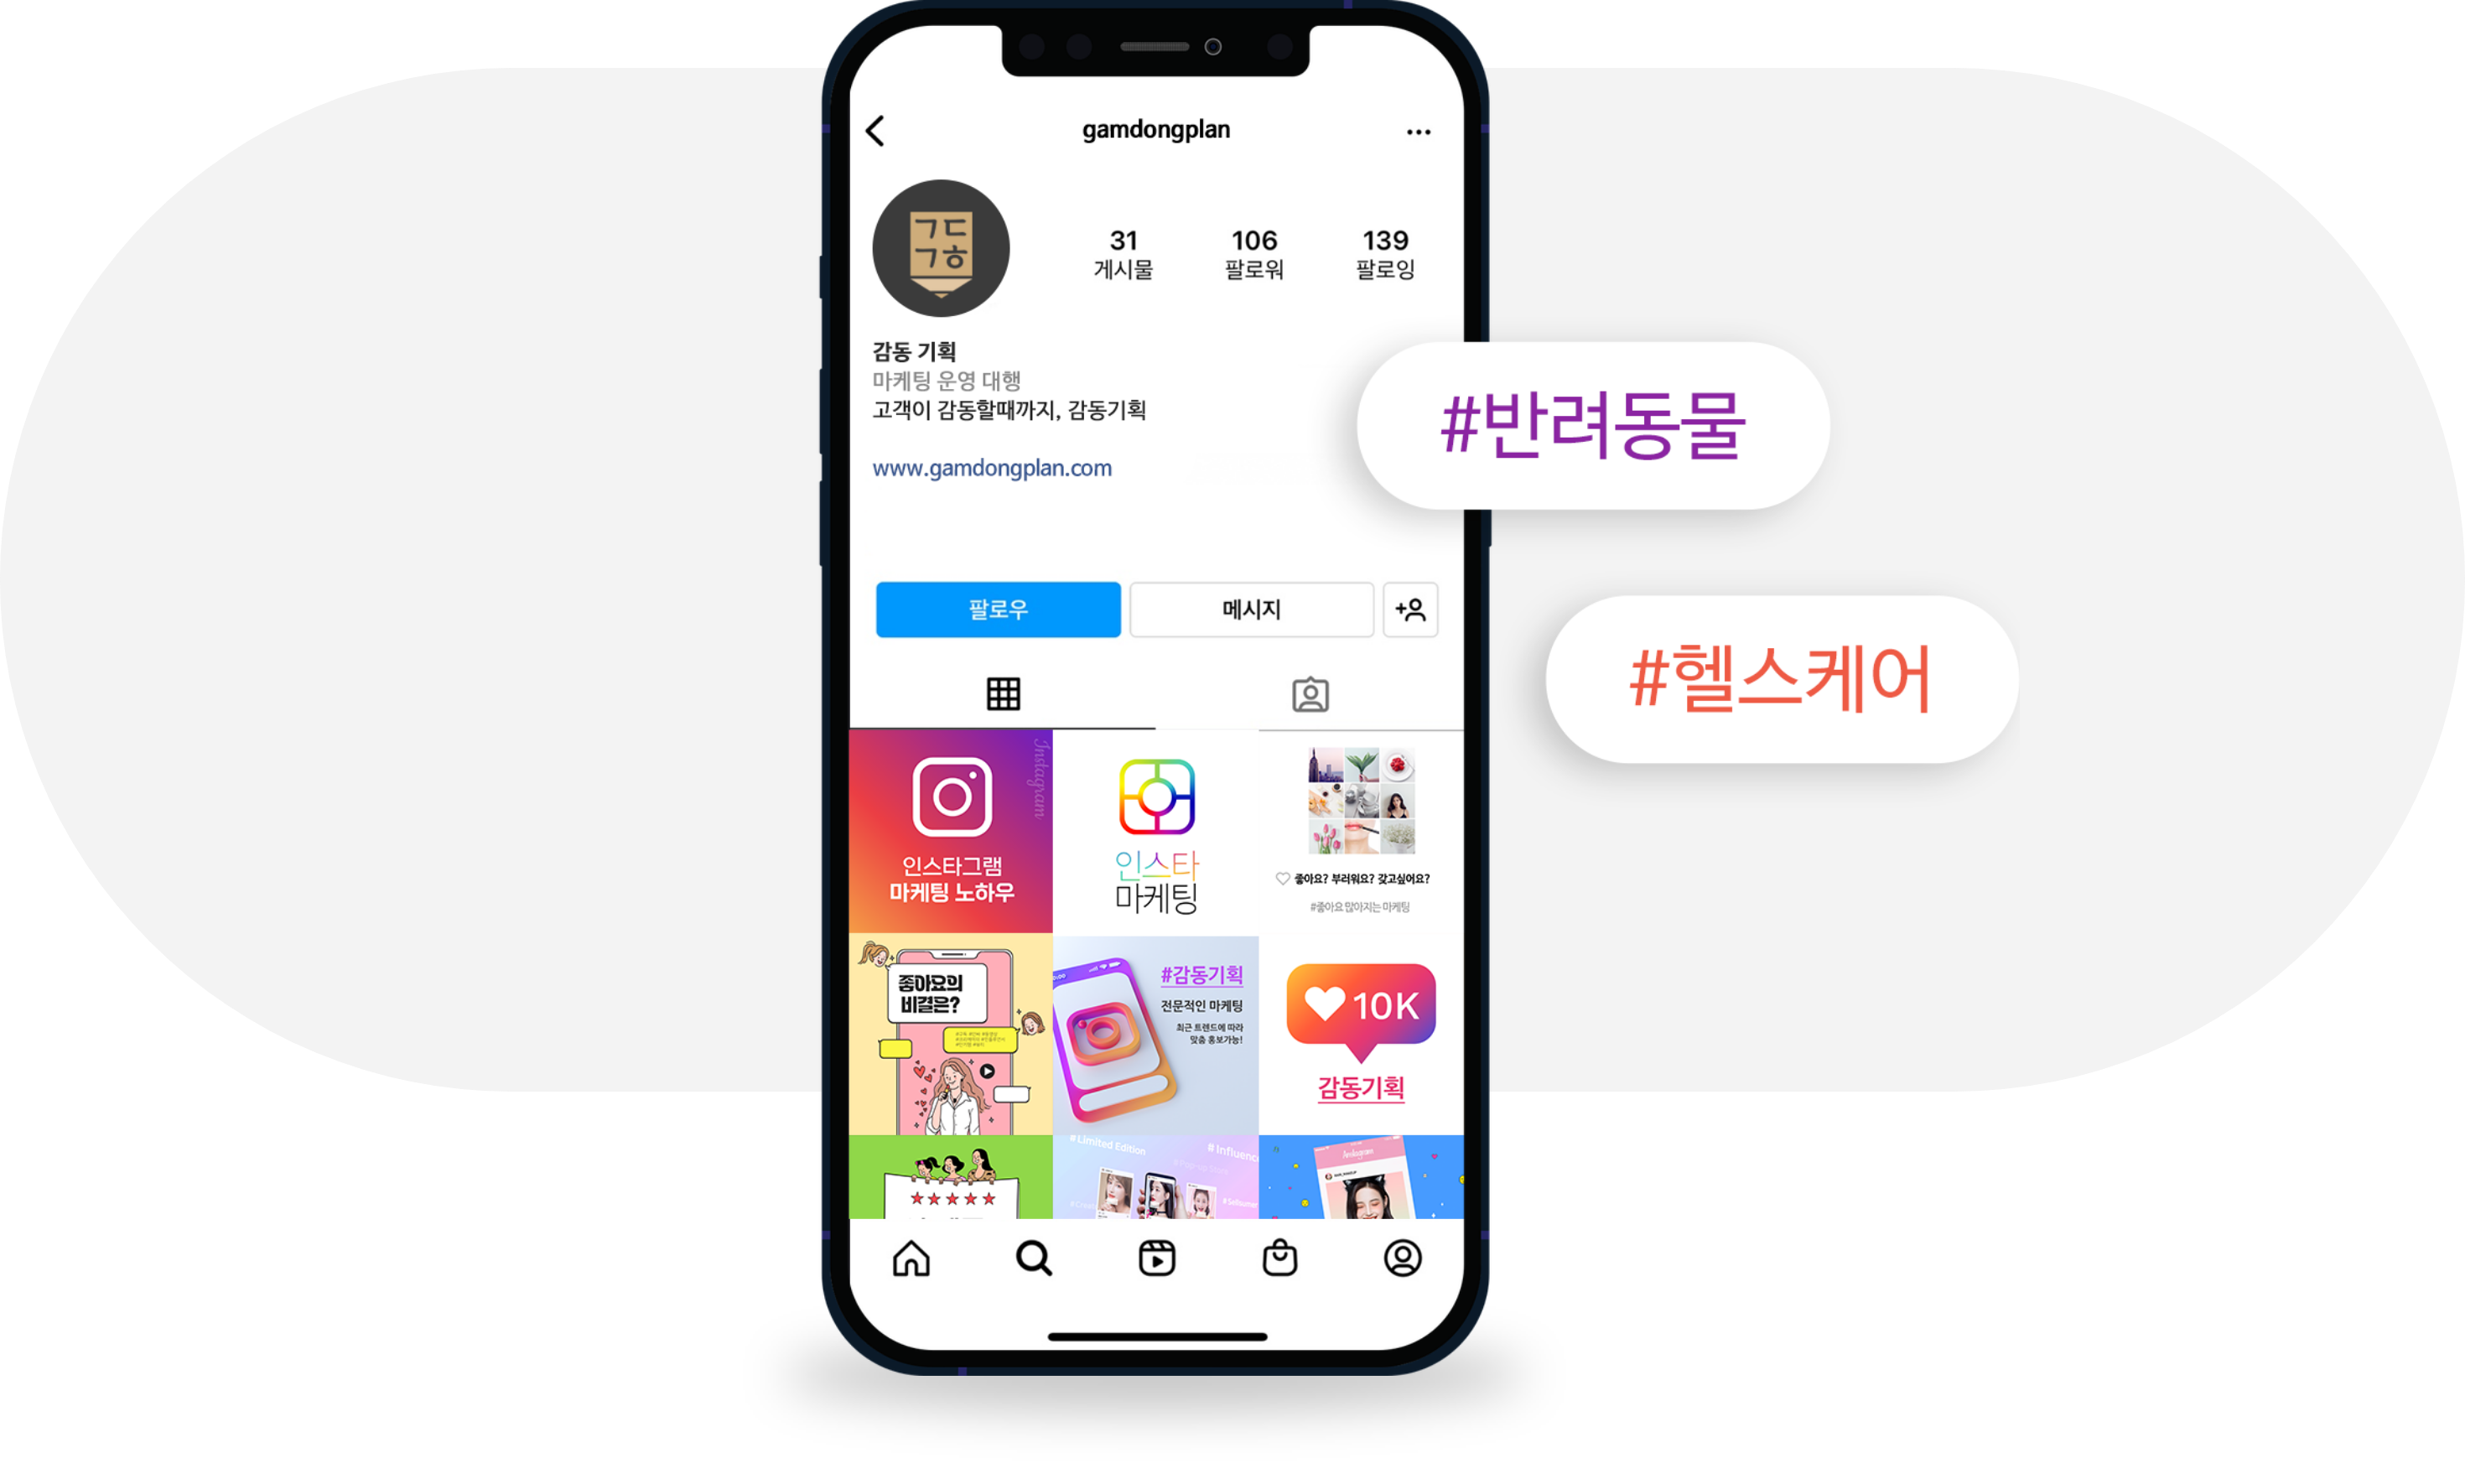 gamdongplan
ㄱㄷ
ㄱㅎ
31
게시물
106
팔로워
139
팔로잉
감동 기획
마케팅 운영 대행
고객이 감동할때까지, 감동기획
www.gamdongplan.com
#반려동물
#헬스케어
팔로우
메시지
Instagram
인스타그램
마케팅 노하우
인스타
마케팅
좋아요? 부러워요? 갖고싶어요?
#좋아요 많아지는 마케팅
좋아요의
비결은?
#감동기획
전문적인 마케팅
최근 트렌드에 따라
맞춤 홍보가능!
10K
감동기획
#Limited Edition
#Influenc